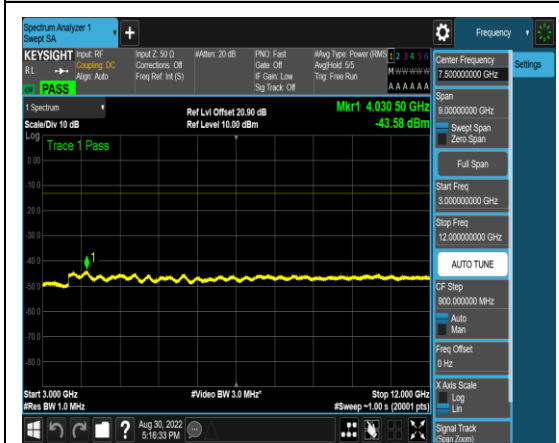 Spectrum Analyzer 1
Swept SA
Frequency
KEYSIGHT
Input: RF
Input Z: 50 Ω
#Atten: 20 dB
PNO: Fast
#Avg Type: Power (RMS
1 2 3 4 5 6
RL
Coupling: DC
Corrections: Off
Gate: Off
Avg|Hold: 5/5
M W W W W W
Align: Auto
Freq Ref: Int (S)
IF Gain: Low
Trig: Free Run
Sig Track: Off
A A A A A A
PASS
Center Frequency
7.500000000 GHz
Settings
Span
9.00000000 GHz
Swept Span
Zero Span
Full Span
Start Freq
3.000000000 GHz
Stop Freq
12.000000000 GHz
AUTO TUNE
CF Step
900.000000 MHz
Auto
Man
Freq Offset
0 Hz
X Axis Scale
Log
Lin
Signal Track
(Span Zoom)
1 Spectrum
Ref Lvl Offset 20.90 dB
Mkr1 4.030 50 GHz
Scale/Div 10 dB
Ref Level 10.00 dBm
-43.58 dBm
Log
Trace 1 Pass
0.00
-10.0
-20.0
-30.0
-40.0
1
-50.0
-60.0
-70.0
-80.0
Start 3.000 GHz
#Video BW 3.0 MHz*
Stop 12.000 GHz
#Res BW 1.0 MHz
#Sweep ~1.00 s (20001 pts)
?
Aug 30, 2022
5:16:33 PM